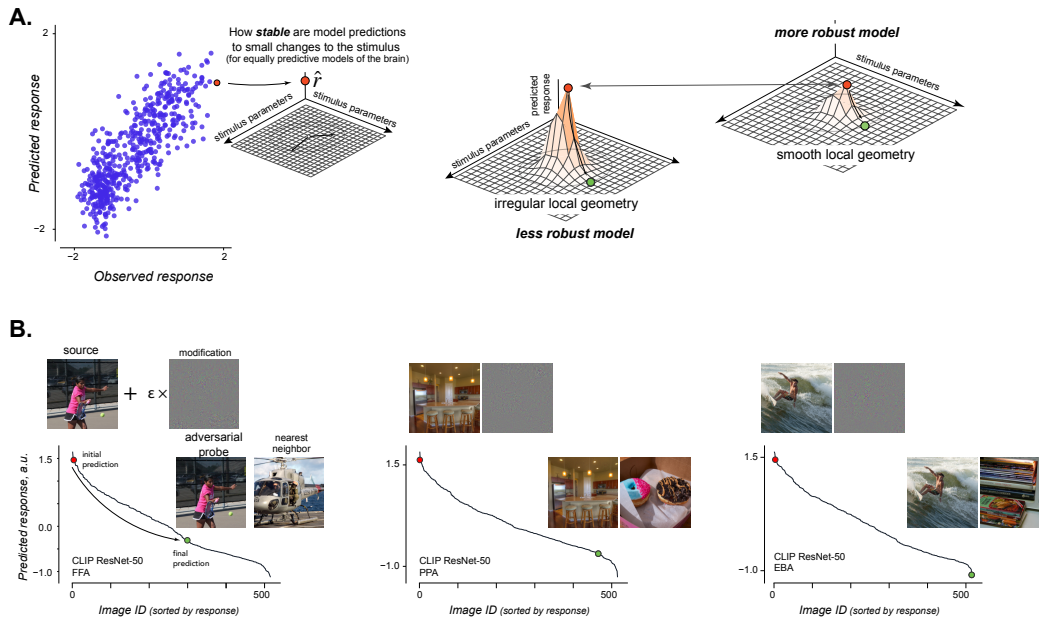 A.
2
−2
−2
2
Predicted response
Observed response
How stable are model predictions
to small changes to the stimulus
(for equally predictive models of the brain)
r̂
stimulus parameters
stimulus parameters
predicted
response
stimulus parameters
irregular local geometry
less robust model
more robust model
stimulus parameters
smooth local geometry
B.
source
modification
+ ε ×
adversarial
probe
nearest
neighbor
initial
prediction
final
prediction
1.5
0.0
−1.0
Predicted response, a.u.
CLIP ResNet-50
FFA
0
500
Image ID (sorted by response)
1.5
−1.0
CLIP ResNet-50
PPA
0
500
Image ID (sorted by response)
1.5
−1.0
CLIP ResNet-50
EBA
0
500
Image ID (sorted by response)